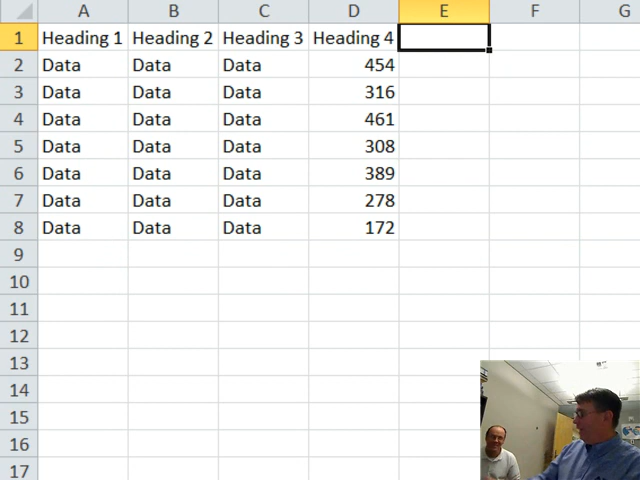 A B C D E F G
1 Heading 1 Heading 2 Heading 3 Heading 4
2 Data Data Data 454
3 Data Data Data 316
4 Data Data Data 461
5 Data Data Data 308
6 Data Data Data 389
7 Data Data Data 278
8 Data Data Data 172
9
10
11
12
13
14
15
16
17